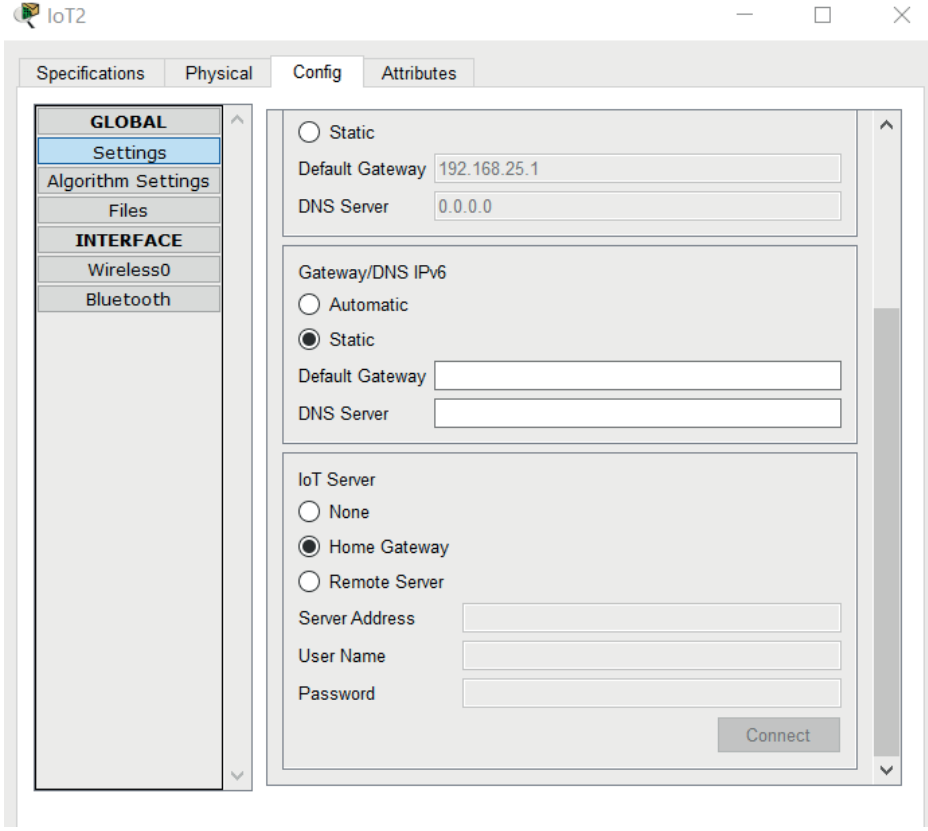 IoT2
Specifications Physical Config Attributes
GLOBAL
Settings
Algorithm Settings
Files
INTERFACE
Wireless0
Bluetooth
Static
Default Gateway 192.168.25.1
DNS Server 0.0.0.0
Gateway/DNS IPv6
Automatic
Static
Default Gateway
DNS Server
IoT Server
None
Home Gateway
Remote Server
Server Address
User Name
Password
Connect